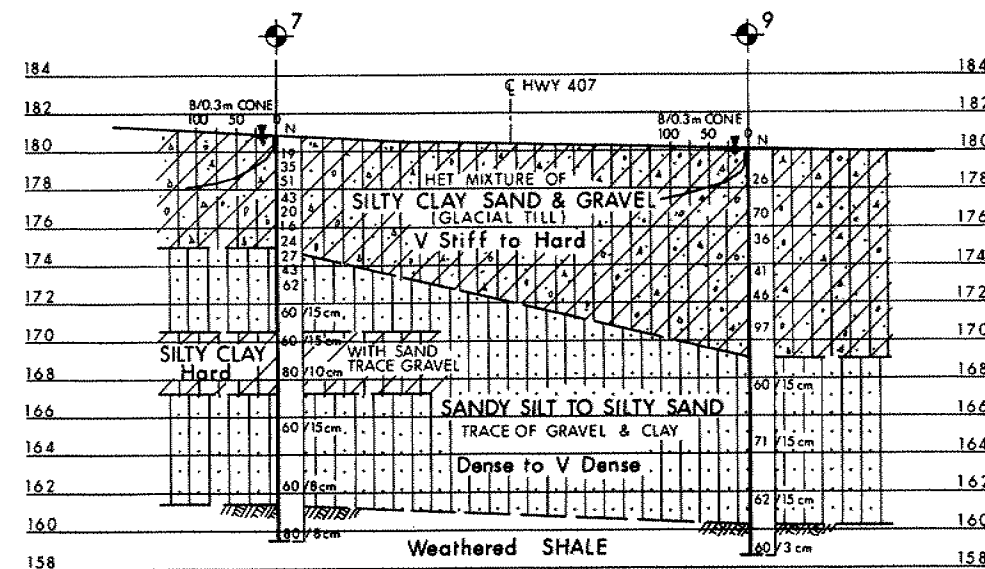 7
9
184
184
℄ HWY 407
182
182
B/0.3m CONE
B/0.3m CONE
100 50 0
100 50 0
N
N
180
180
19
35
HET MIXTURE OF
26
178
178
51
43
SILTY CLAY SAND & GRAVEL
20
(GLACIAL TILL)
70
176
176
16
24
V Stiff to Hard
36
174
174
27
43
41
62
172
172
46
60/15cm
97
170
170
60/15cm
SILTY CLAY
WITH SAND
Hard
TRACE GRAVEL
168
168
80/10cm
60/15cm
166
166
SANDY SILT TO SILTY SAND
60/15cm
TRACE OF GRAVEL & CLAY
71/15cm
164
164
Dense to V Dense
162
162
60/8cm
62/15cm
160
160
80/8cm
Weathered SHALE
60/3cm
158
158